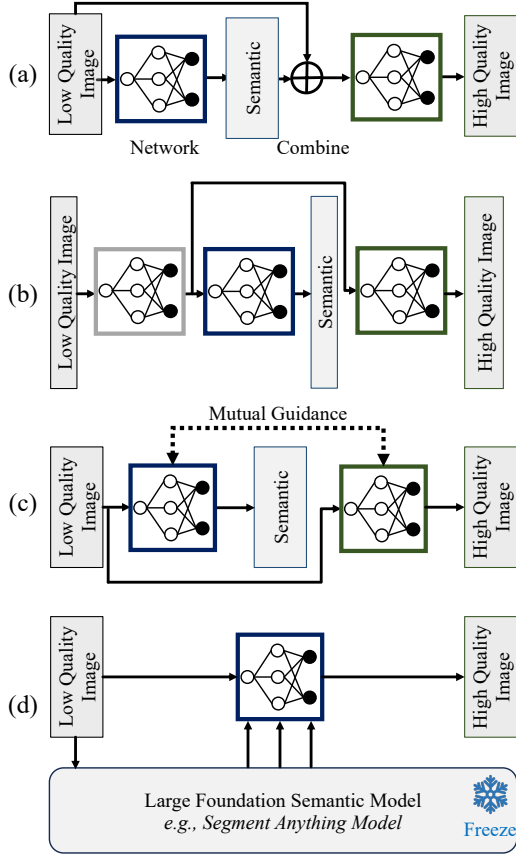 (a)
Low Quality
Image
Network
Semantic
Combine
High Quality
Image
(b)
Low Quality Image
Semantic
High Quality Image
Mutual Guidance
(c)
Low Quality
Image
Semantic
High Quality
Image
(d)
Low Quality
Image
High Quality
Image
Large Foundation Semantic Model
e.g., Segment Anything Model
Freeze